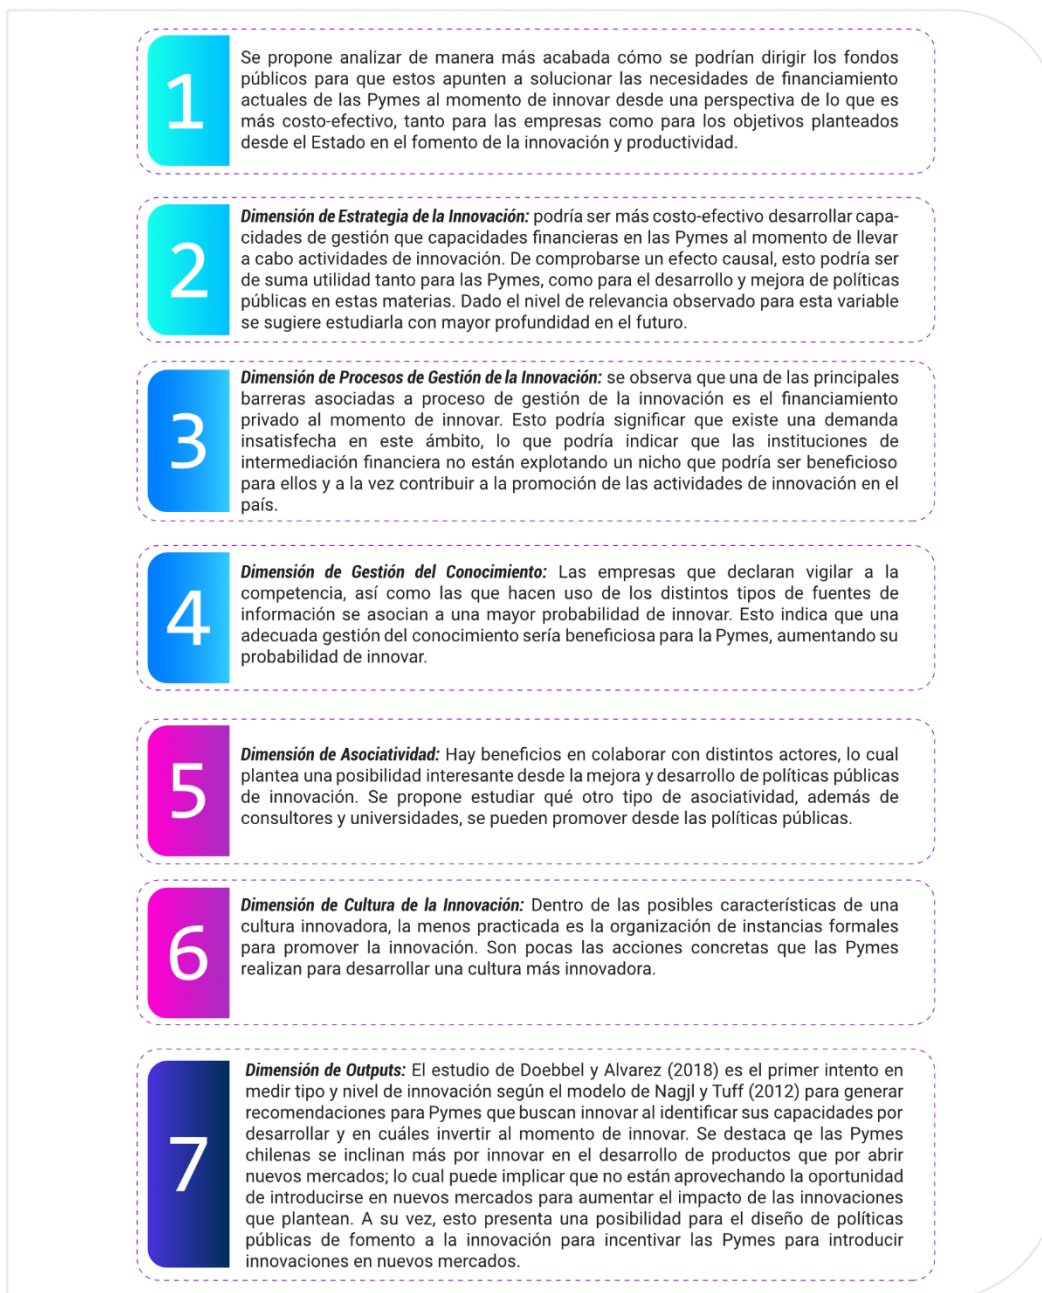 1
Se propone analizar de manera más acabada cómo se podrían dirigir los fondos
públicos para que estos apunten a solucionar las necesidades de financiamiento
actuales de las Pymes al momento de innovar desde una perspectiva de lo que es
más costo-efectivo, tanto para las empresas como para los objetivos planteados
desde el Estado en el fomento de la innovación y productividad.
2
Dimensión de Estrategia de la Innovación: podría ser más costo-efectivo desarrollar capa-
cidades de gestión que capacidades financieras en las Pymes al momento de llevar
a cabo actividades de innovación. De comprobarse un efecto causal, esto podría ser
de suma utilidad tanto para las Pymes, como para el desarrollo y mejora de políticas
públicas en estas materias. Dado el nivel de relevancia observado para esta variable
se sugiere estudiarla con mayor profundidad en el futuro.
3
Dimensión de Procesos de Gestión de la Innovación: se observa que una de las principales
barreras asociadas a proceso de gestión de la innovación es el financiamiento
privado al momento de innovar. Esto podría significar que existe una demanda
insatisfecha en este ámbito, lo que podría indicar que las instituciones de
intermediación financiera no están explotando un nicho que podría ser beneficioso
para ellos y a la vez contribuir a la promoción de las actividades de innovación en el
país.
4
Dimensión de Gestión del Conocimiento: Las empresas que declaran vigilar a la
competencia, así como las que hacen uso de los distintos tipos de fuentes de
información se asocian a una mayor probabilidad de innovar. Esto indica que una
adecuada gestión del conocimiento sería beneficiosa para la Pymes, aumentando su
probabilidad de innovar.
5
Dimensión de Asociatividad: Hay beneficios en colaborar con distintos actores, lo cual
plantea una posibilidad interesante desde la mejora y desarrollo de políticas públicas
de innovación. Se propone estudiar qué otro tipo de asociatividad, además de
consultores y universidades, se pueden promover desde las políticas públicas.
6
Dimensión de Cultura de la Innovación: Dentro de las posibles características de una
cultura innovadora, la menos practicada es la organización de instancias formales
para promover la innovación. Son pocas las acciones concretas que las Pymes
realizan para desarrollar una cultura más innovadora.
7
Dimensión de Outputs: El estudio de Doebbel y Alvarez (2018) es el primer intento en
medir tipo y nivel de innovación según el modelo de Nagjl y Tuff (2012) para generar
recomendaciones para Pymes que buscan innovar al identificar sus capacidades por
desarrollar y en cuáles invertir al momento de innovar. Se destaca qe las Pymes
chilenas se inclinan más por innovar en el desarrollo de productos que por abrir
nuevos mercados; lo cual puede implicar que no están aprovechando la oportunidad
de introducirse en nuevos mercados para aumentar el impacto de las innovaciones
que plantean. A su vez, esto presenta una posibilidad para el diseño de políticas
públicas de fomento a la innovación para incentivar las Pymes para introducir
innovaciones en nuevos mercados.